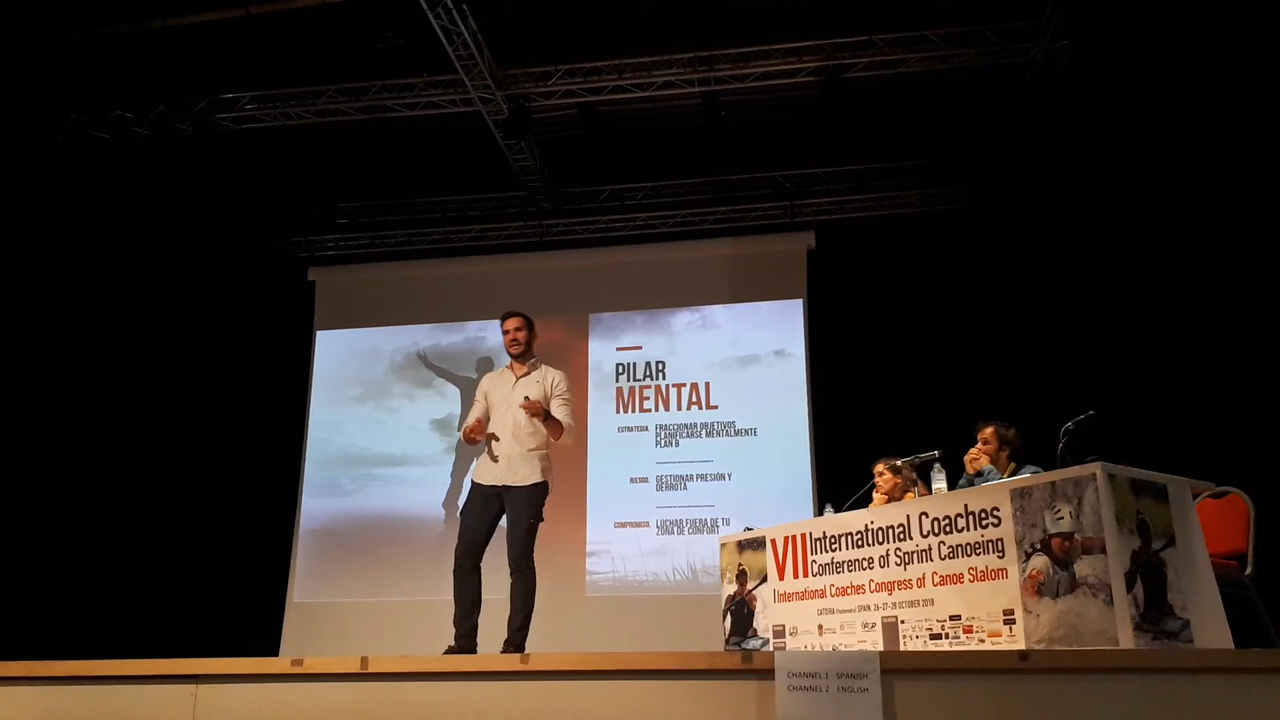 PILAR
MENTAL
ESTRATEGIA. FRACCIONAR OBJETIVOS
PLANIFICARSE MENTALMENTE
PLAN B
RIESGO. GESTIONAR PRESIÓN Y
DERROTA
COMPROMISO. LUCHAR FUERA DE TU
ZONA DE CONFORT
VII International Coaches
Conference of Sprint Canoeing
I International Coaches Congress of Canoe Slalom
CATOIRA (Pontevedra) SPAIN, 26-27-28 OCTOBER 2018
CHANNEL 1 SPANISH
CHANNEL 2 ENGLISH